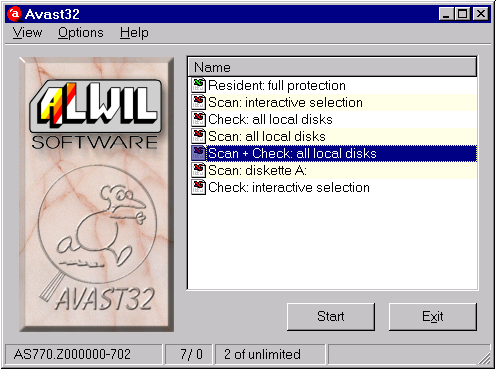 Avast32
View Options Help
ALWIL
SOFTWARE
AVAST32
Name
Resident: full protection
Scan: interactive selection
Check: all local disks
Scan: all local disks
Scan + Check: all local disks
Scan: diskette A:
Check: interactive selection
Start Exit
AS770.Z000000-702 7/ 0 2 of unlimited